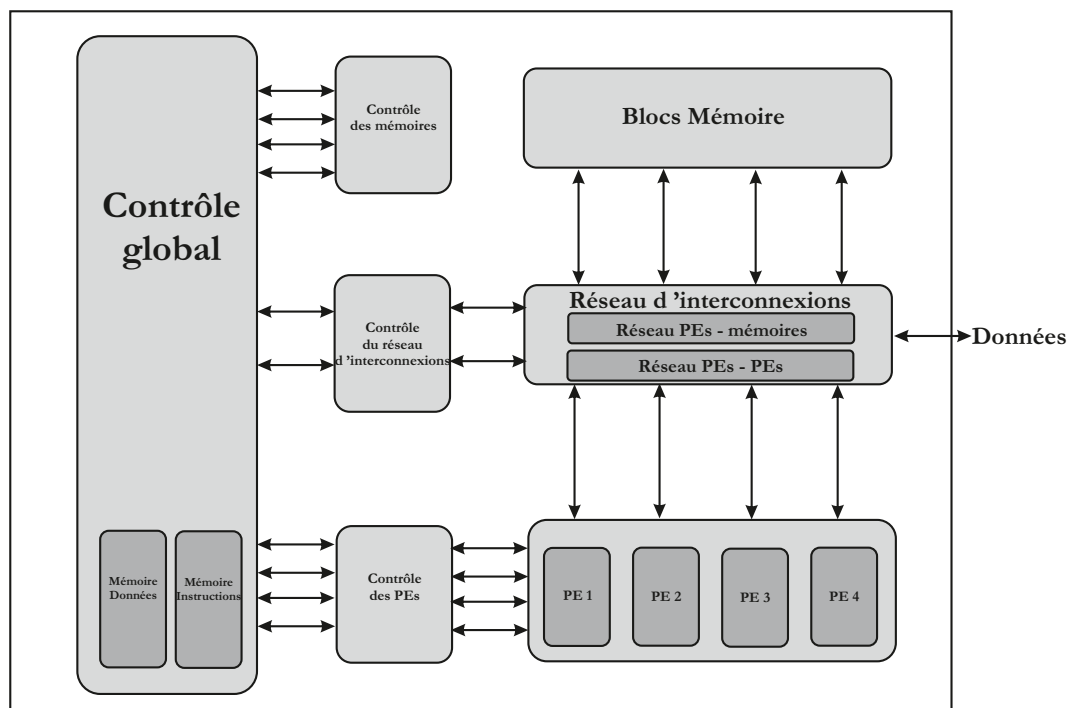 Contrôle
des mémoires
Blocs Mémoire
Contrôle
global
Réseau d 'interconnexions
Réseau PEs - mémoires
Réseau PEs - PEs
Données
Contrôle
du réseau
d 'interconnexions
Mémoire
Données
Mémoire
Instructions
Contrôle
des PEs
PE 1
PE 2
PE 3
PE 4